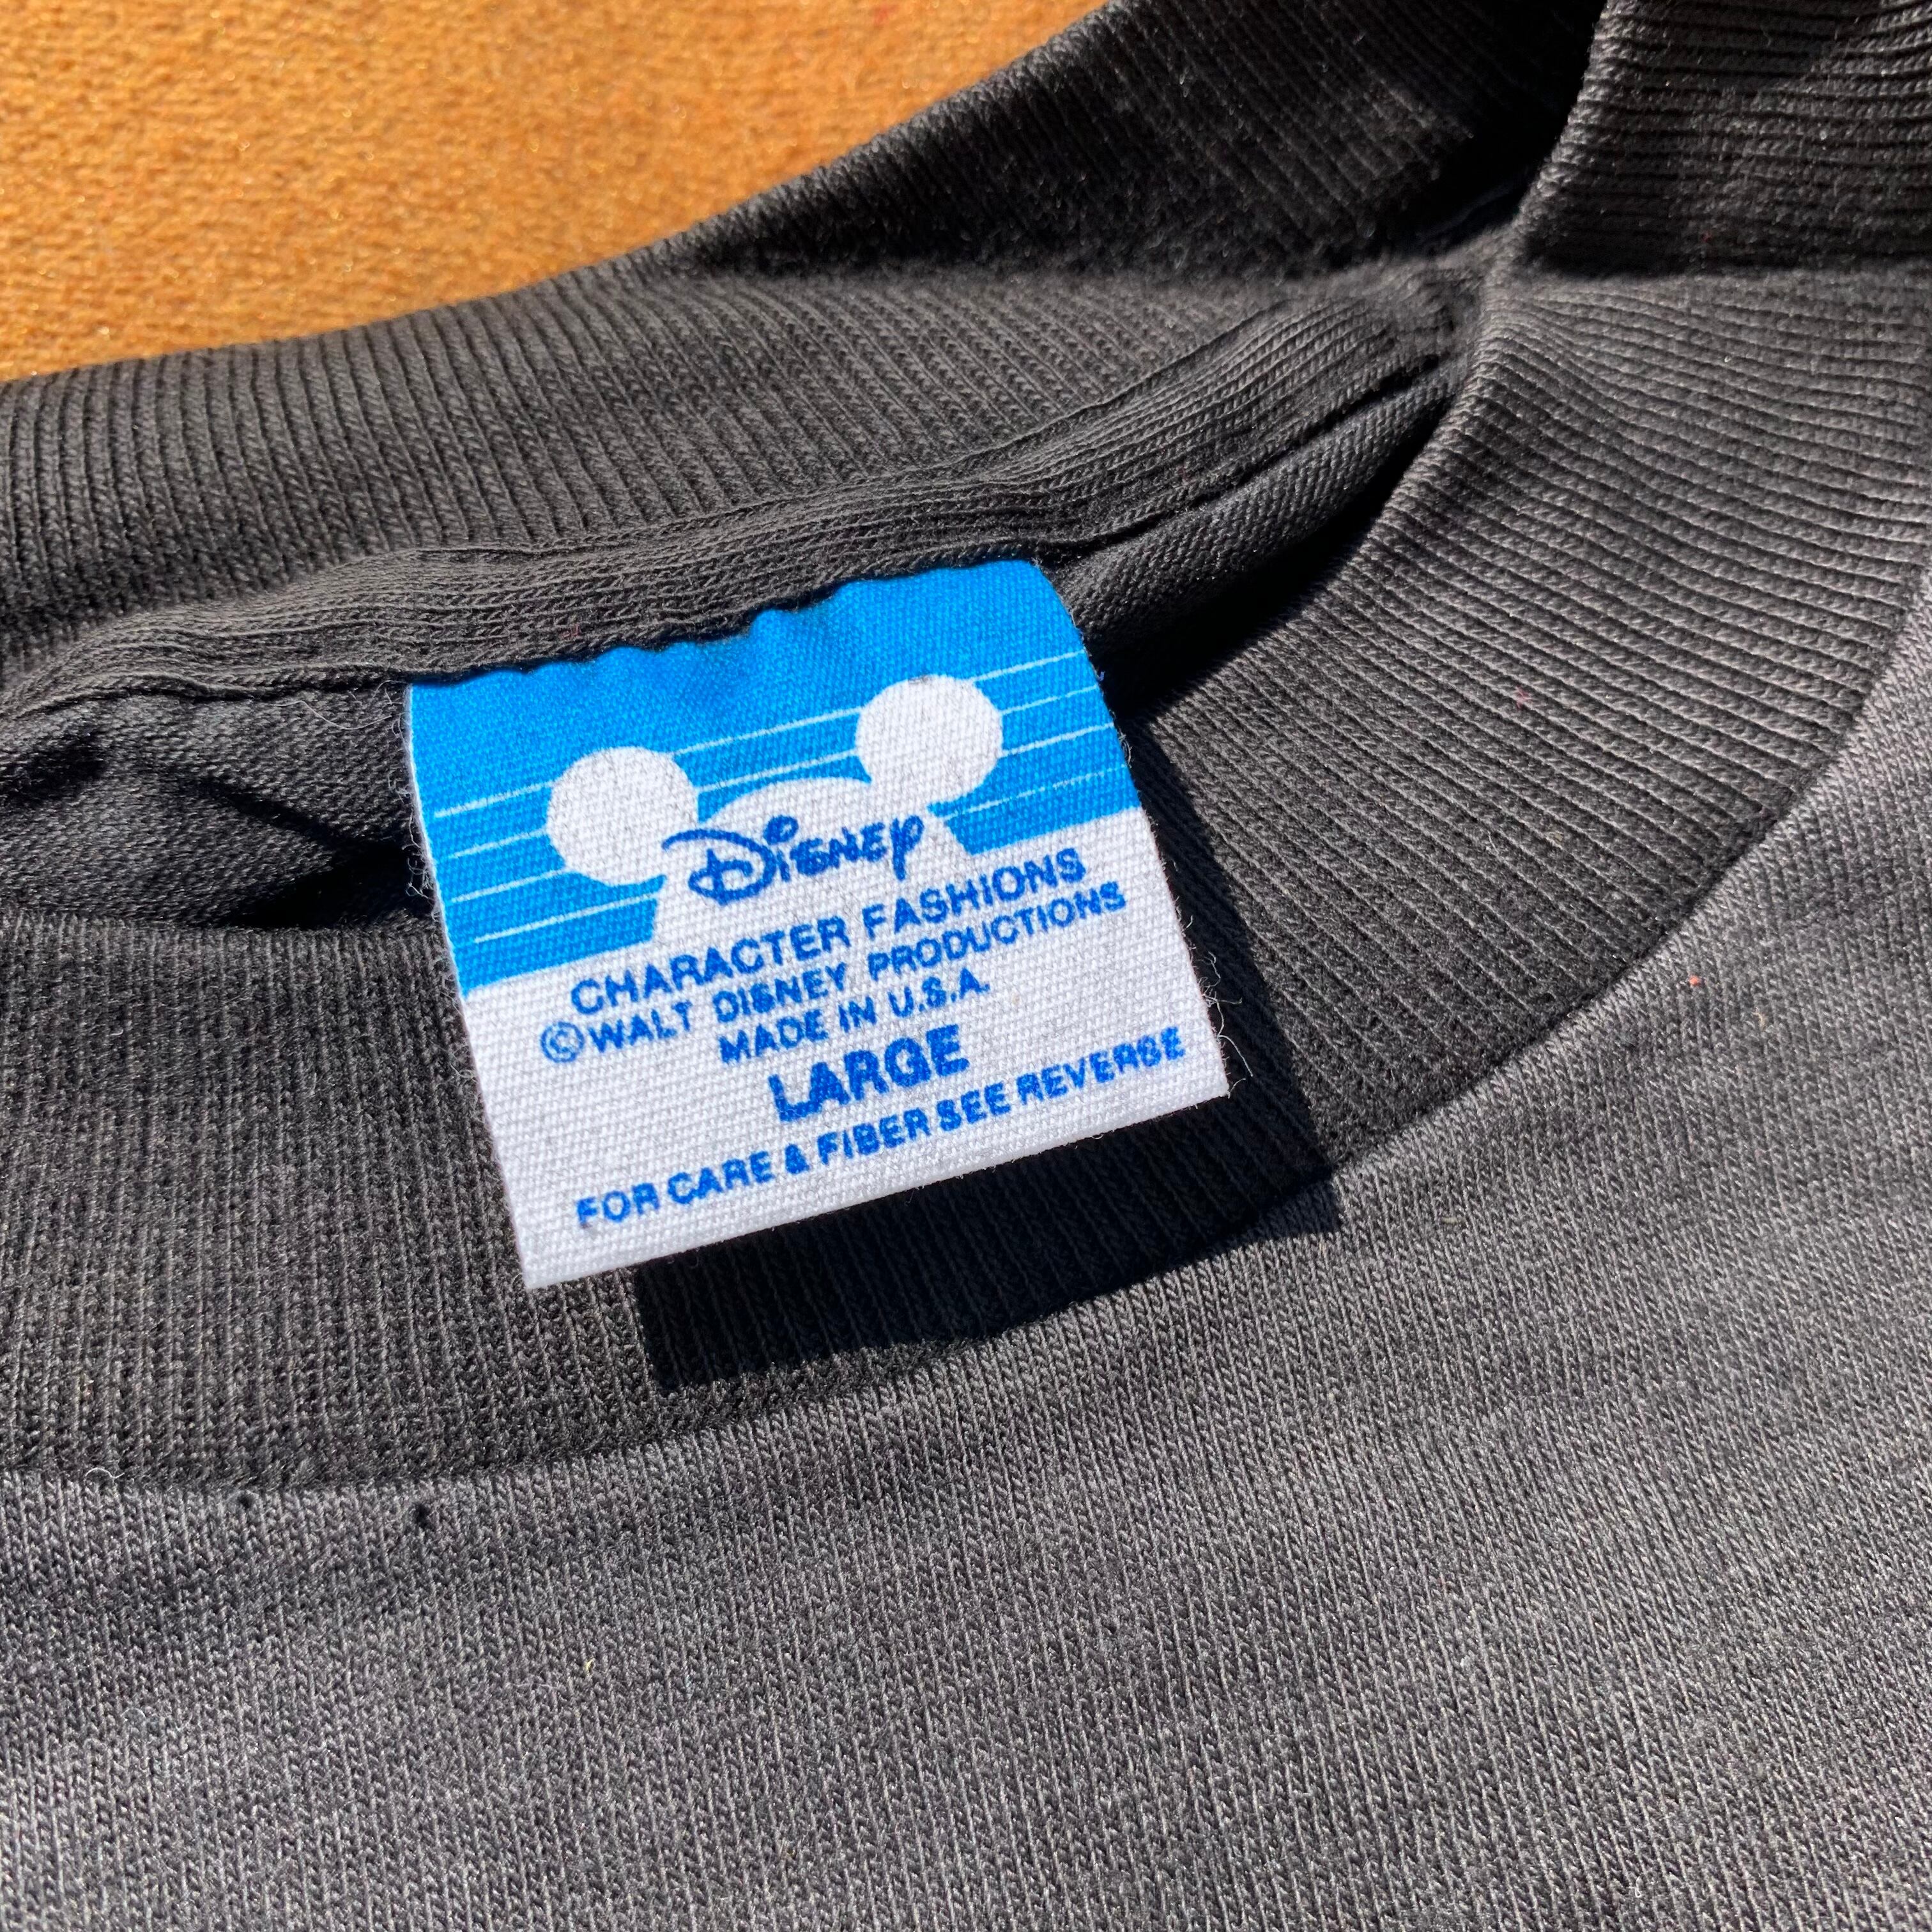 Disney
CHARACTER FASHIONS
©WALT DISNEY PRODUCTIONS
MADE IN U.S.A.
LARGE
FOR CARE & FIBER SEE REVERSE